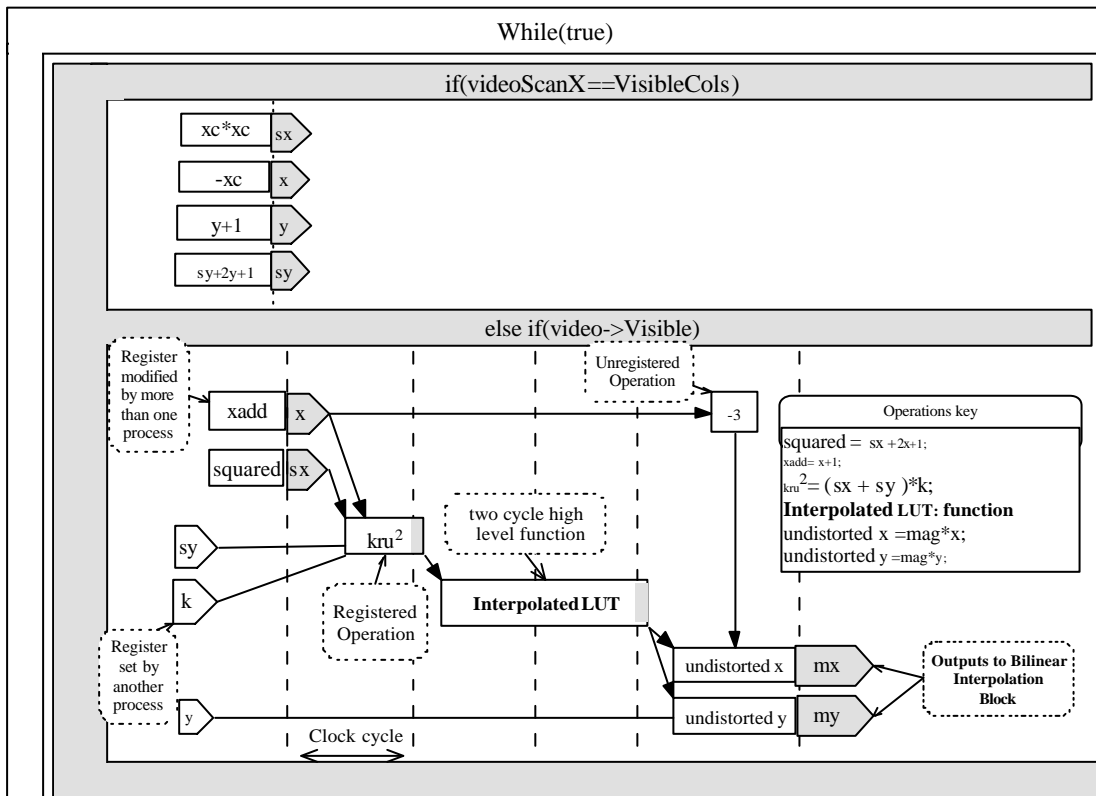 While(true)
if(videoScanX==VisibleCols)
xc*xc sx
-xc x
y+1 y
sy+2y+1 sy
else if(video->Visible)
Register
modified
by more
than one
process
Unregistered
Operation
xadd x
-3
squared sx
Operations key
squared = sx +2x+1;
xadd= x+1;
kru²= (sx + sy )*k;
Interpolated LUT: function
undistorted x =mag*x;
undistorted y =mag*y;
two cycle high
level function
sy
kru²
k
Interpolated LUT
Registered
Operation
Register
set by
another
process
undistorted x mx
Outputs to Bilinear
Interpolation
Block
y
undistorted y my
Clock cycle